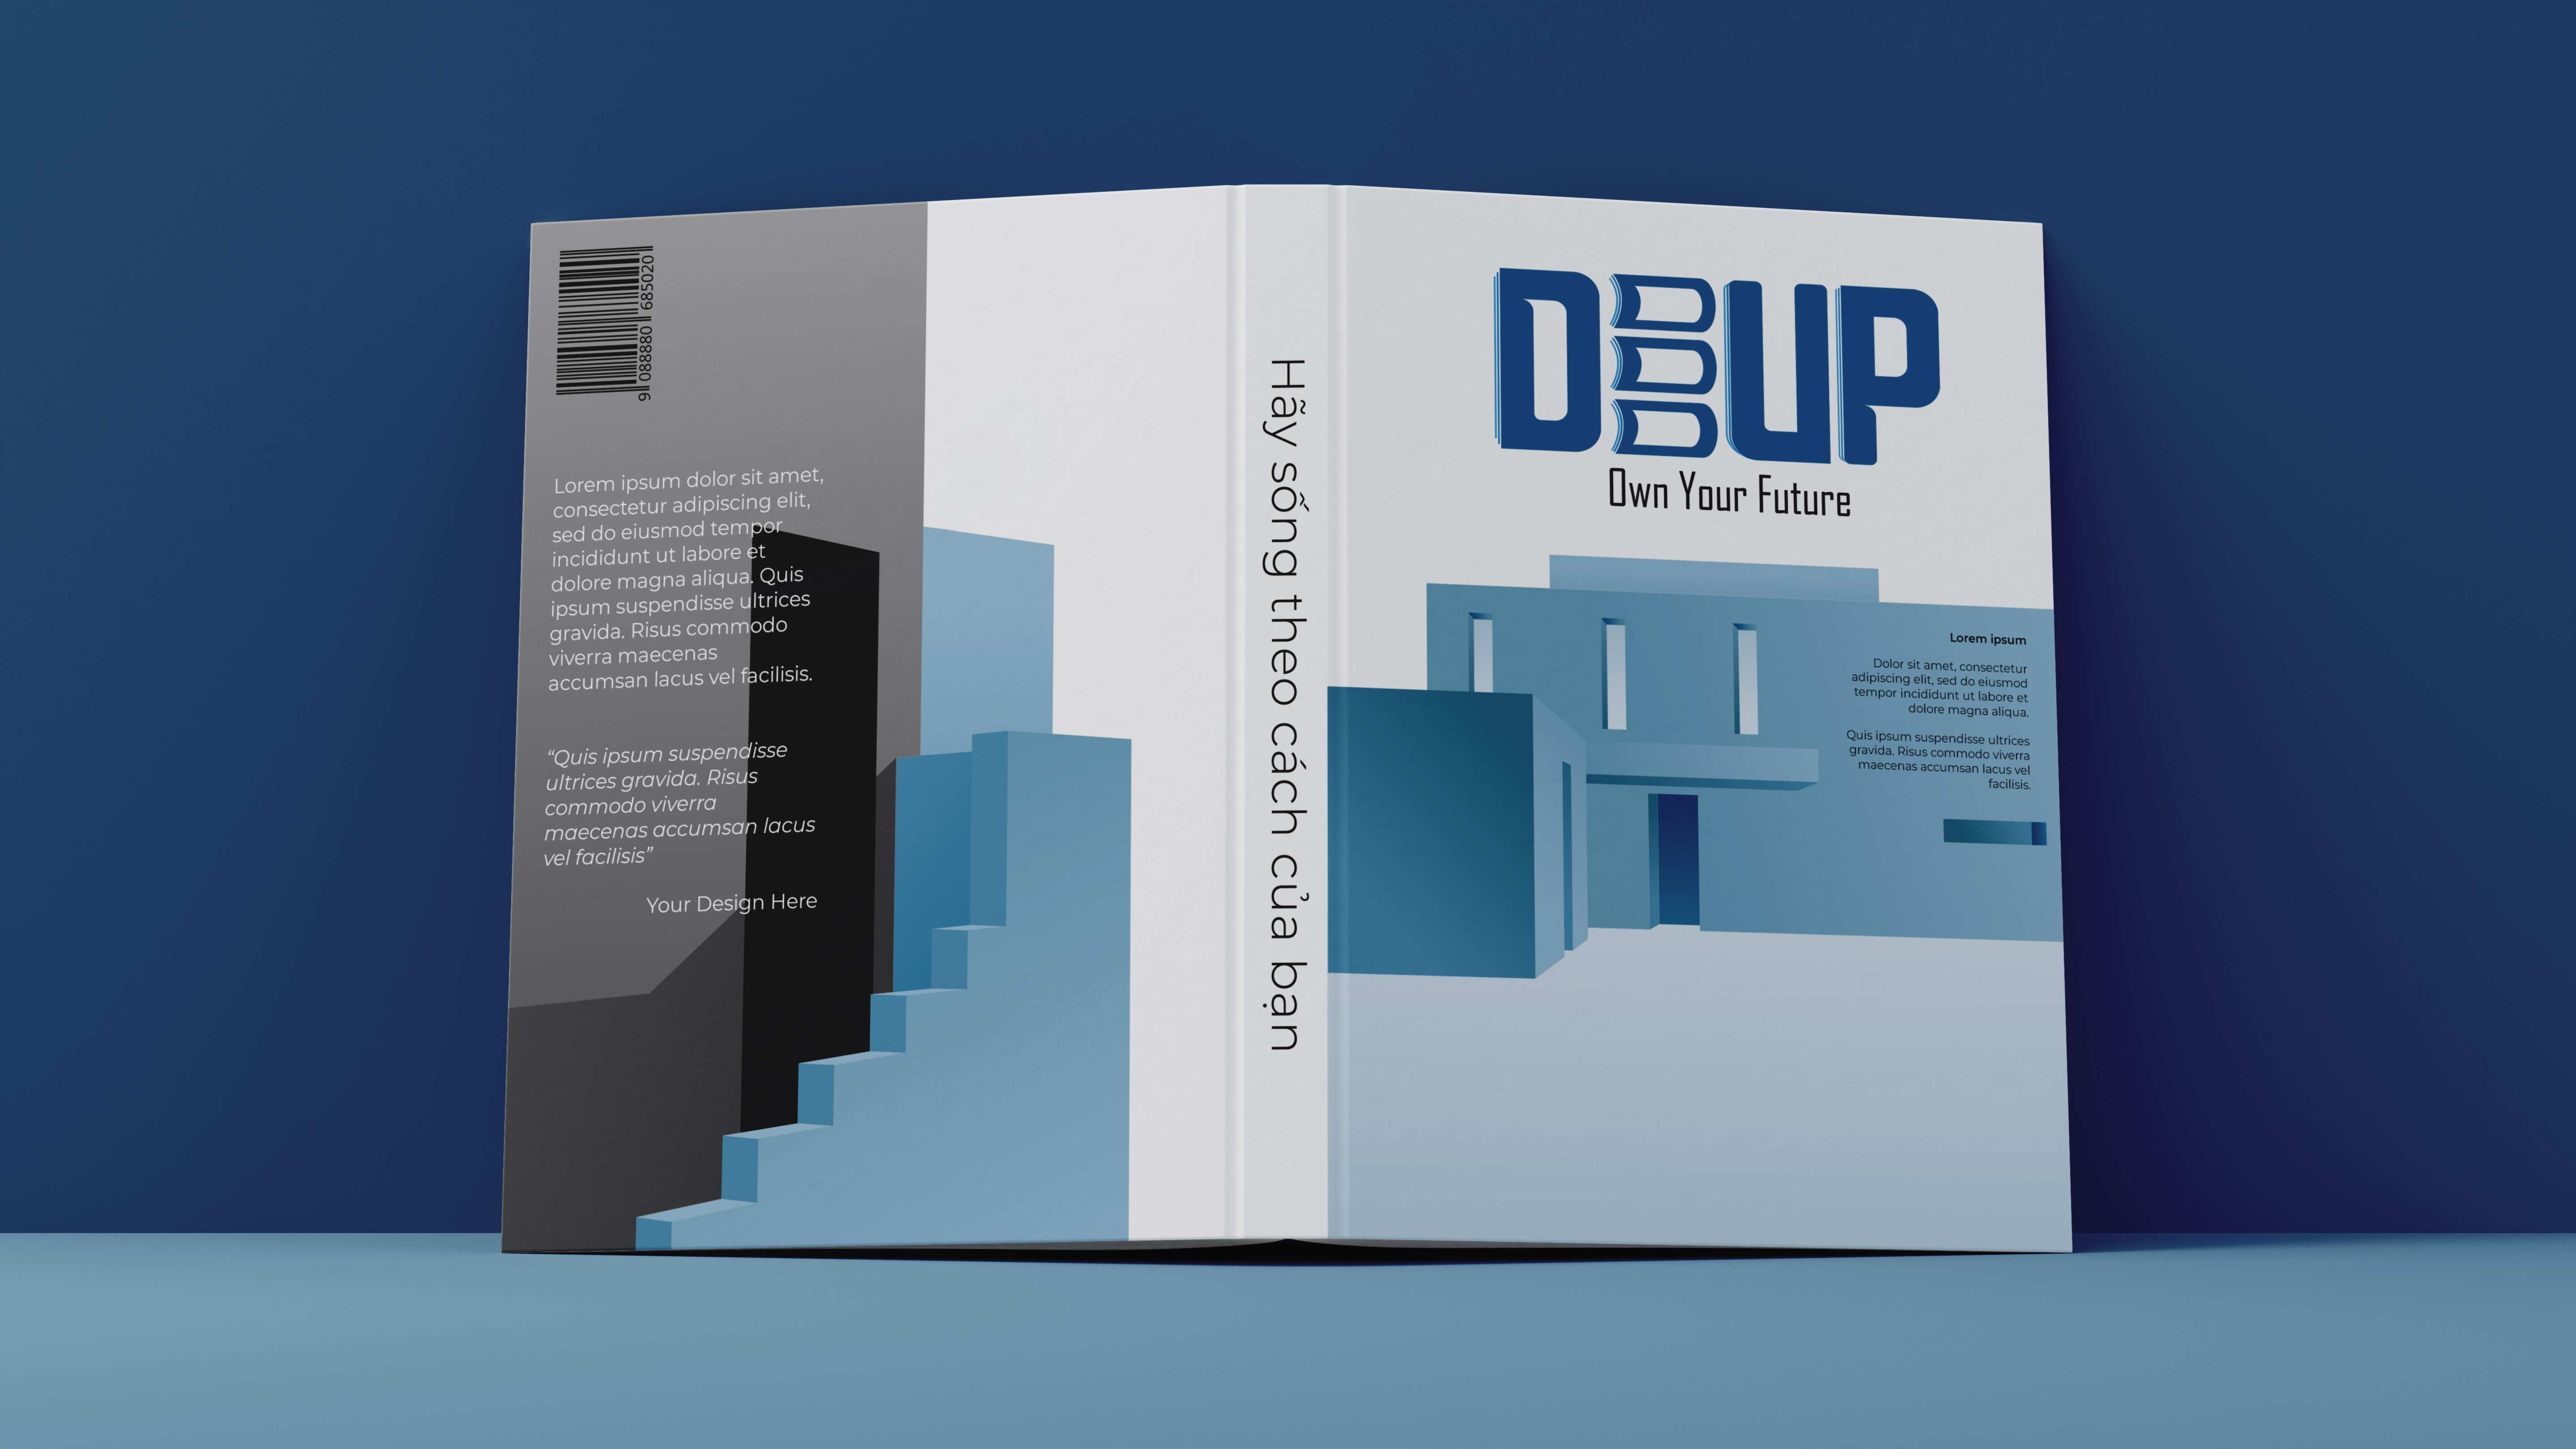 9 088880 685020
Lorem ipsum dolor sit amet,
consectetur adipiscing elit,
sed do eiusmod tempor
incididunt ut labore et
dolore magna aliqua. Quis
ipsum suspendisse ultrices
gravida. Risus commodo
viverra maecenas
accumsan lacus vel facilisis.
“Quis ipsum suspendisse
ultrices gravida. Risus
commodo viverra
maecenas accumsan lacus
vel facilisis”
Your Design Here
Hãy sống theo cách của bạn
DEUP
Own Your Future
Lorem ipsum
Dolor sit amet, consectetur
adipiscing elit, sed do eiusmod
tempor incididunt ut labore et
dolore magna aliqua.
Quis ipsum suspendisse ultrices
gravida. Risus commodo viverra
maecenas accumsan lacus vel
facilisis.